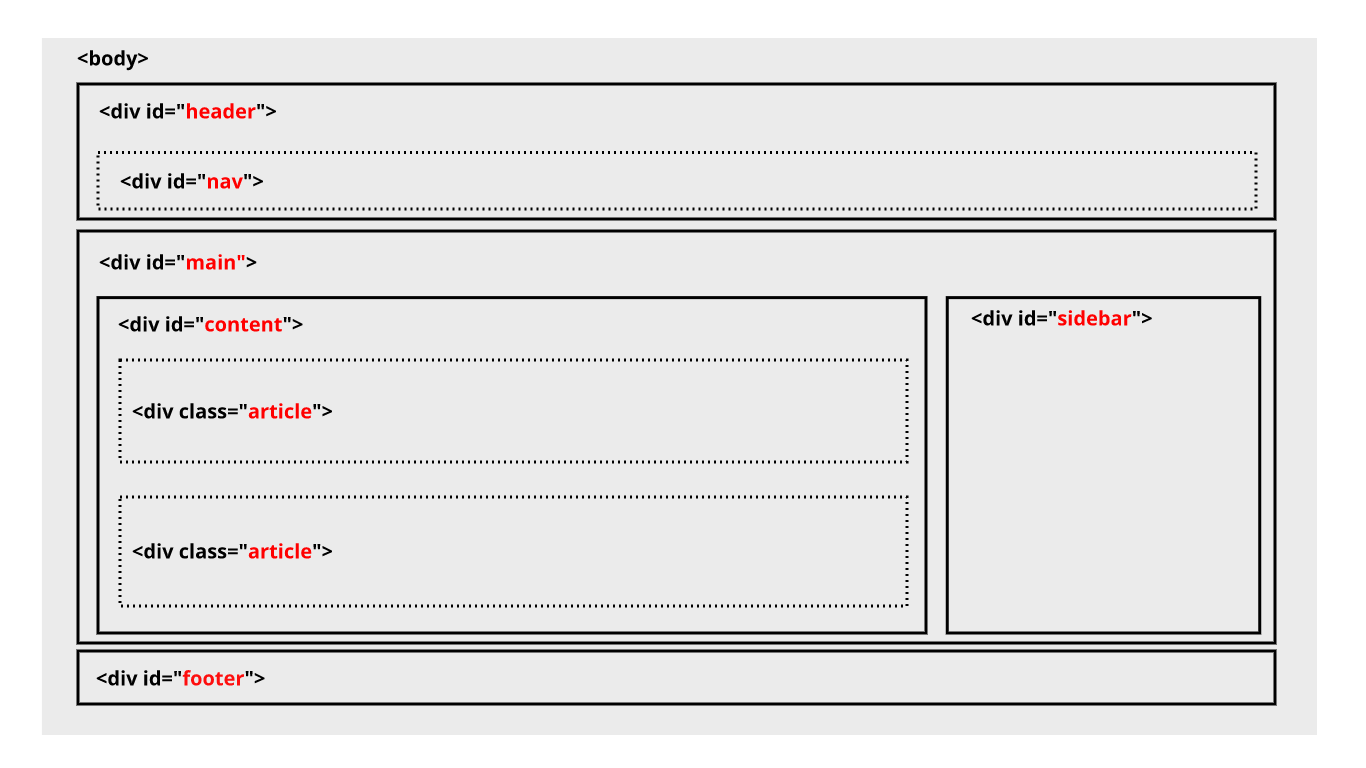 <body>
<div id="header">
<div id="nav">
<div id="main">
<div id="content">
<div id="sidebar">
<div class="article">
<div class="article">
<div id="footer">